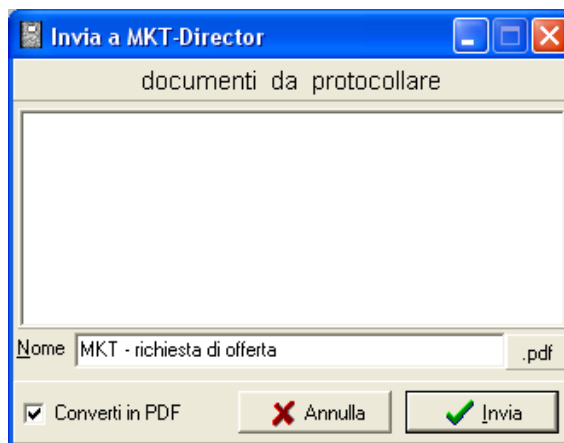 Invia a MKT-Director
documenti da protocollare
Nome MKT - richiesta di offerta .pdf
Converti in PDF Annulla Invia